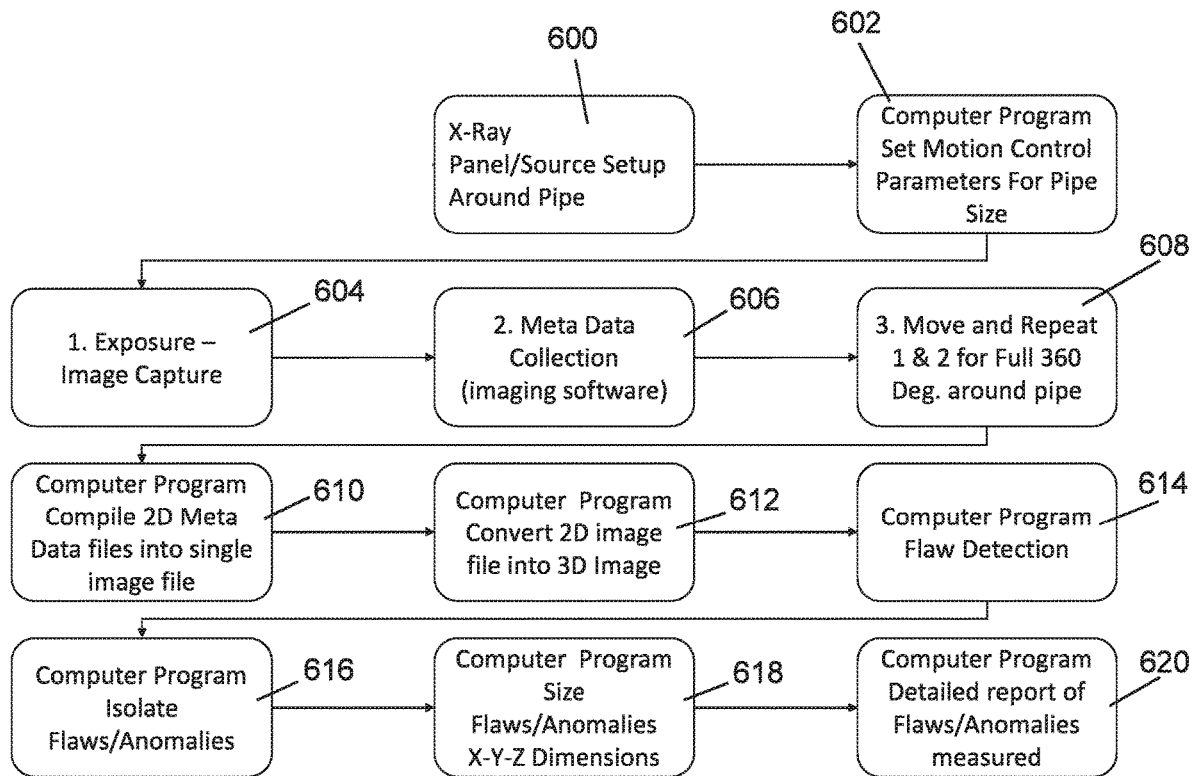 600
602
X-Ray
Panel/Source Setup
Around Pipe
Computer Program
Set Motion Control
Parameters For Pipe
Size
604
606
608
1. Exposure –
Image Capture
2. Meta Data
Collection
(imaging software)
3. Move and Repeat
1 & 2 for Full 360
Deg. around pipe
610
612
614
Computer Program
Compile 2D Meta
Data files into single
image file
Computer Program
Convert 2D image
file into 3D Image
Computer Program
Flaw Detection
616
618
620
Computer Program
Isolate
Flaws/Anomalies
Computer Program
Size
Flaws/Anomalies
X-Y-Z Dimensions
Computer Program
Detailed report of
Flaws/Anomalies
measured